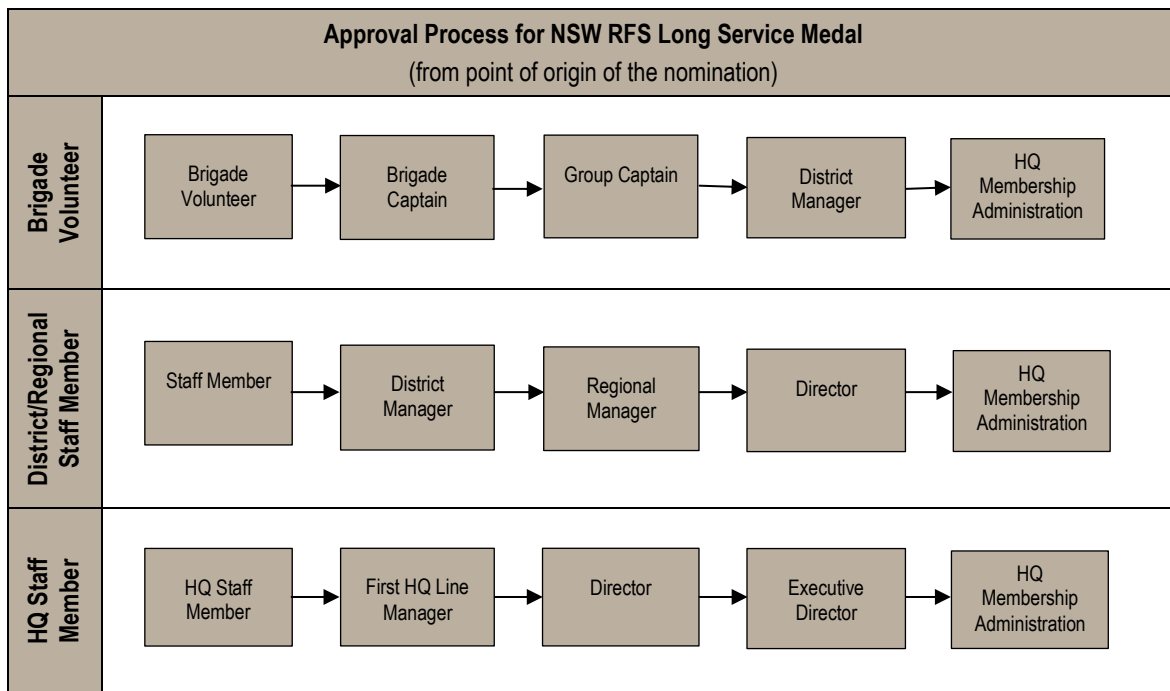 Approval Process for NSW RFS Long Service Medal
(from point of origin of the nomination)
Brigade
Volunteer
Brigade
Volunteer
Brigade
Captain
Group Captain
District
Manager
HQ
Membership
Administration
District/Regional
Staff Member
Staff Member
District
Manager
Regional
Manager
Director
HQ
Membership
Administration
HQ Staff
Member
HQ Staff
Member
First HQ Line
Manager
Director
Executive
Director
HQ
Membership
Administration